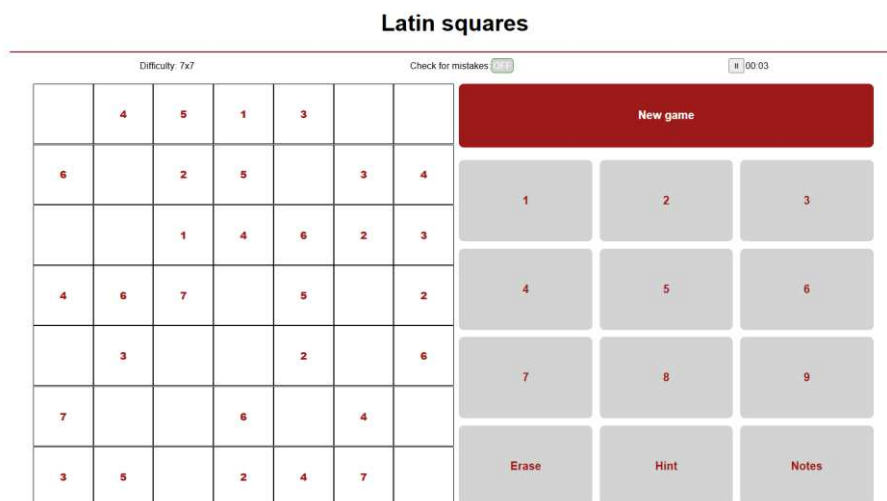 Latin squares
Difficulty: 7x7 Check for mistakes: OFF 00:03
4 5 1 3
6 2 5 3 4
1 4 6 2 3
4 6 7 5 2
3 2 6
7 6 4
3 5 2 4 7
New game
1 2 3
4 5 6
7 8 9
Erase Hint Notes